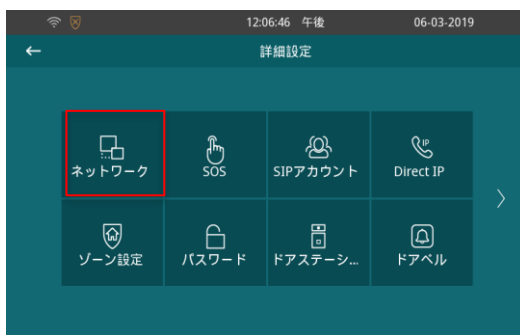 12:06:46 午後 06-03-2019
← 詳細設定
ネットワーク SOS SIPアカウント IP Direct IP
ゾーン設定 パスワード ドアステーシ... ドアベル